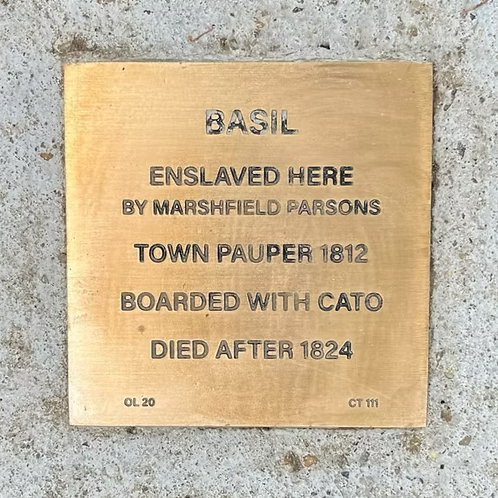 BASIL
ENSLAVED HERE
BY MARSHFIELD PARSONS
TOWN PAUPER 1812
BOARDED WITH CATO
DIED AFTER 1824
OL 20 CT 111